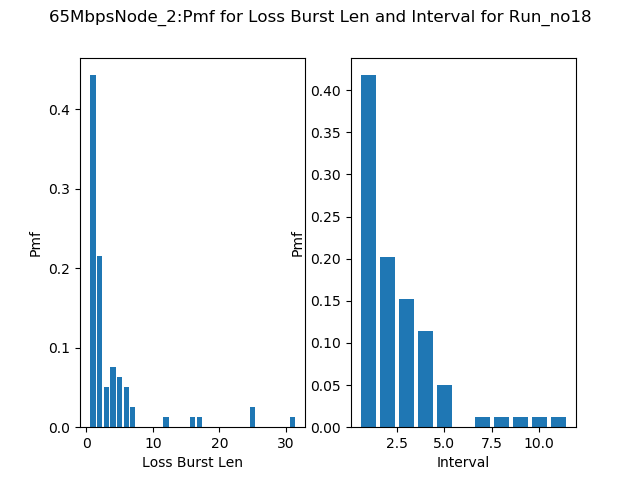 65MbpsNode_2:Pmf for Loss Burst Len and Interval for Run_no18
Pmf
0.4
0.3
0.2
0.1
0.0
0 10 20 30
Loss Burst Len
Pmf
0.40
0.35
0.30
0.25
0.20
0.15
0.10
0.05
0.00
2.5 5.0 7.5 10.0
Interval